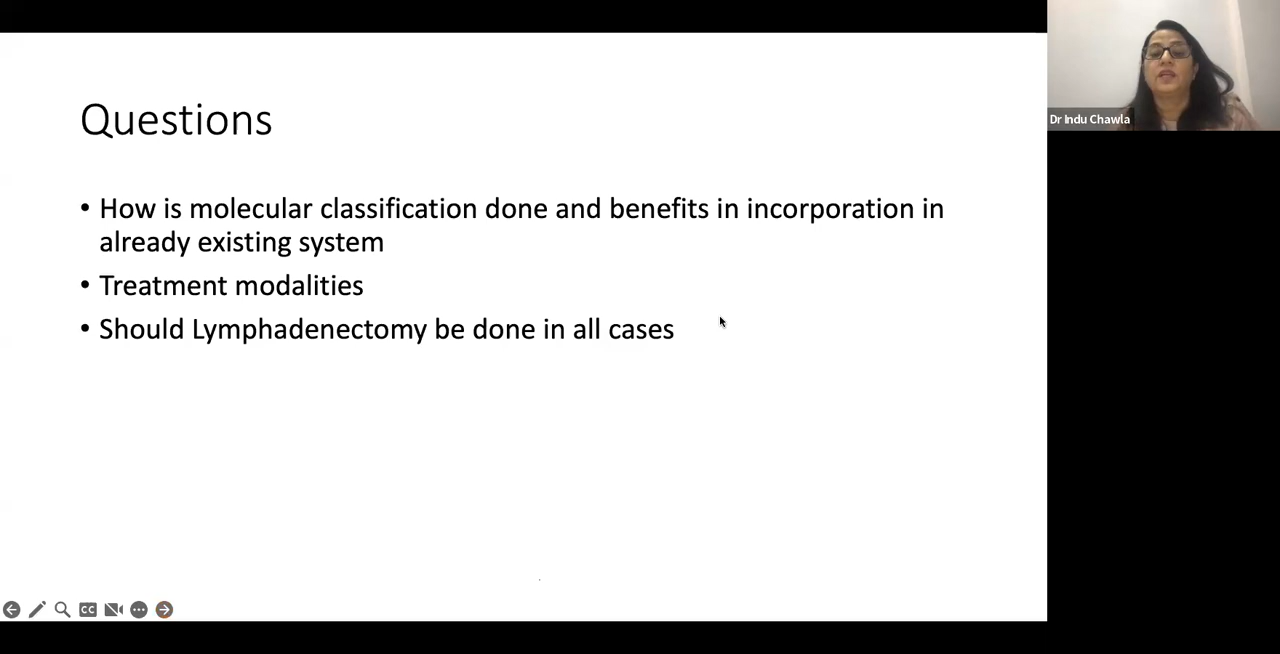 Questions
• How is molecular classification done and benefits in incorporation in
already existing system
• Treatment modalities
• Should Lymphadenectomy be done in all cases
Dr Indu Chawla
CC